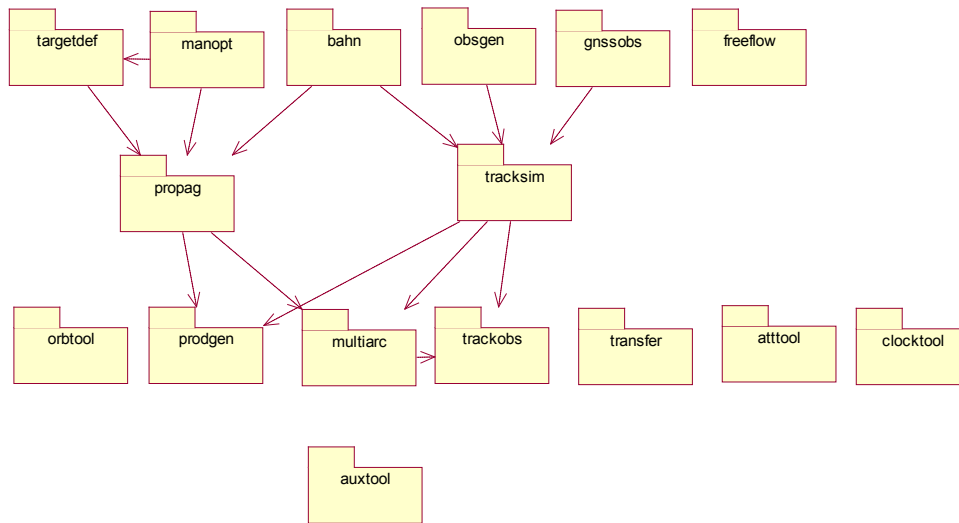 targetdef
manopt
bahn
obsgen
gnssobs
freeflow
propag
tracksim
orbtool
prodgen
multiarc
trackobs
transfer
atttool
clocktool
auxtool